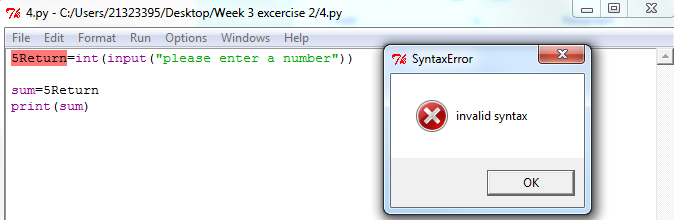 4.py - C:/Users/21323395/Desktop/Week 3 excercise 2/4.py
File Edit Format Run Options Windows Help
5Return=int(input("please enter a number"))
sum=5Return
print(sum)
SyntaxError
invalid syntax
OK